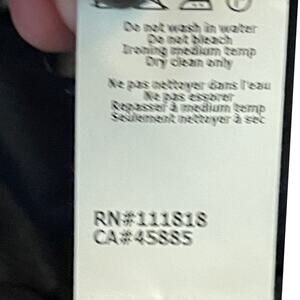 Do not wash in water
Do not bleach
Ironing medium temp
Dry clean only
Ne pas nettoyer dans l'eau
Ne pas essorer
Repasser à medium temp
Seulement nettoyer à sec
RN#111818
CA#45885